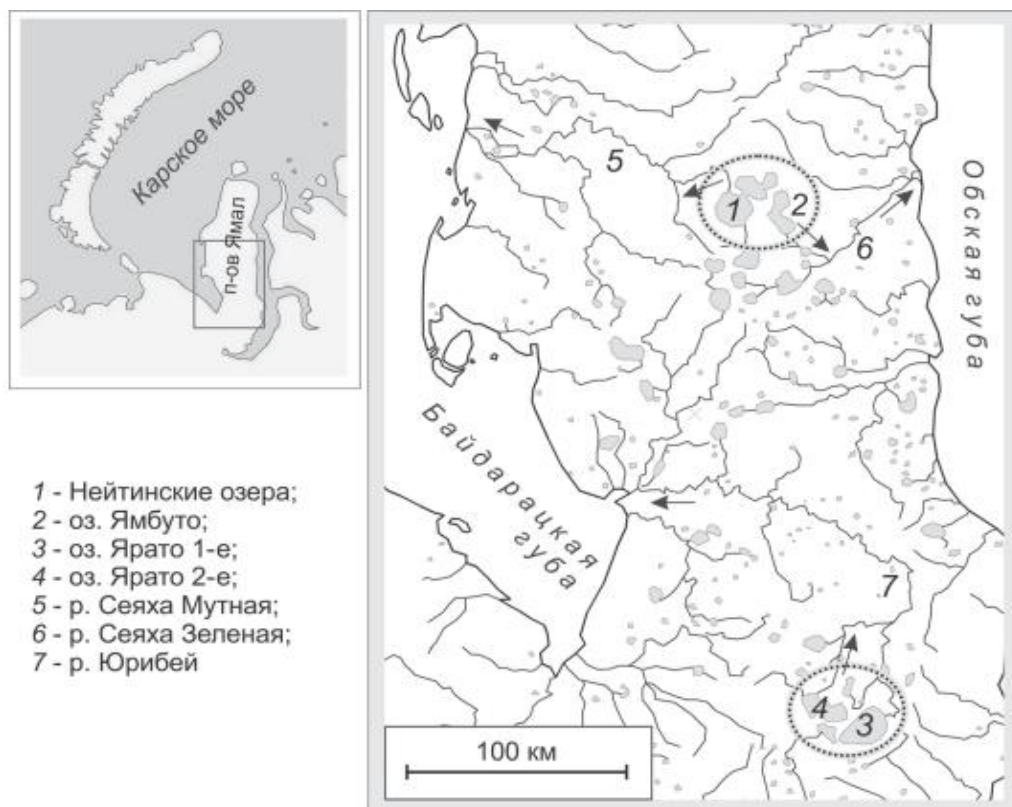 Карское море
п-ов Ямал
1 - Нейтинские озера;
2 - оз. Ямбуто;
3 - оз. Ярато 1-е;
4 - оз. Ярато 2-е;
5 - р. Сеяха Мутная;
6 - р. Сеяха Зеленая;
7 - р. Юрибей
5
1
2
6
Обская губа
Байдарацкая
губа
7
4
3
100 км